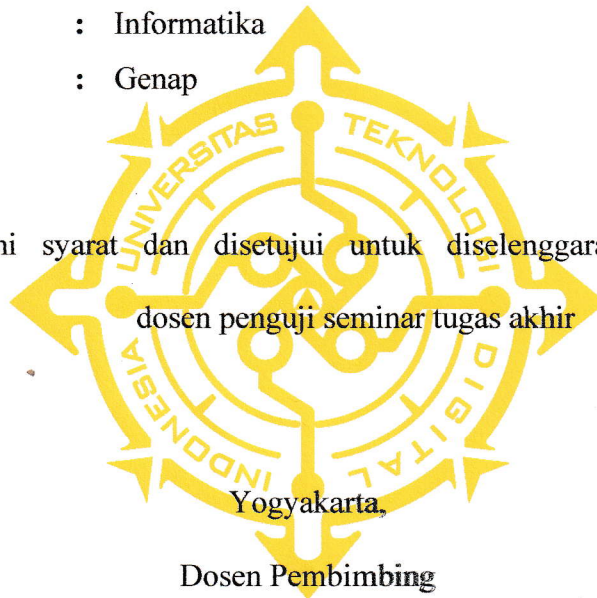 : Informatika
: Genap
UNIVERSITAS TEKNOLOGI DIGITAL INDONESIA
ni syarat dan disetujui untuk diselenggara
dosen penguji seminar tugas akhir
Yogyakarta,
Dosen Pembimbing